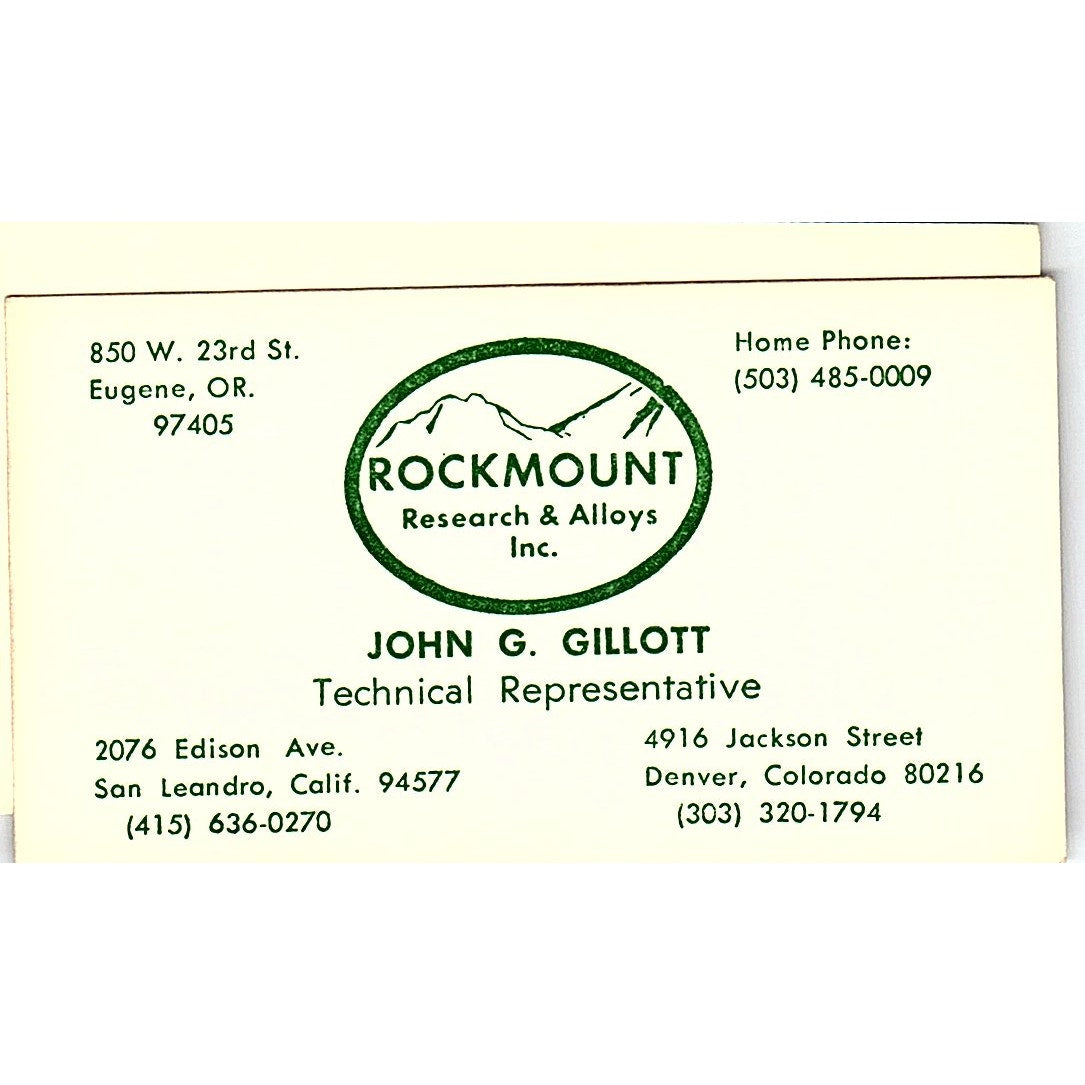 850 W. 23rd St.
Eugene, OR.
97405
Home Phone:
(503) 485-0009
ROCKMOUNT
Research & Alloys
Inc.
JOHN G. GILLOTT
Technical Representative
2076 Edison Ave.
San Leandro, Calif. 94577
(415) 636-0270
4916 Jackson Street
Denver, Colorado 80216
(303) 320-1794